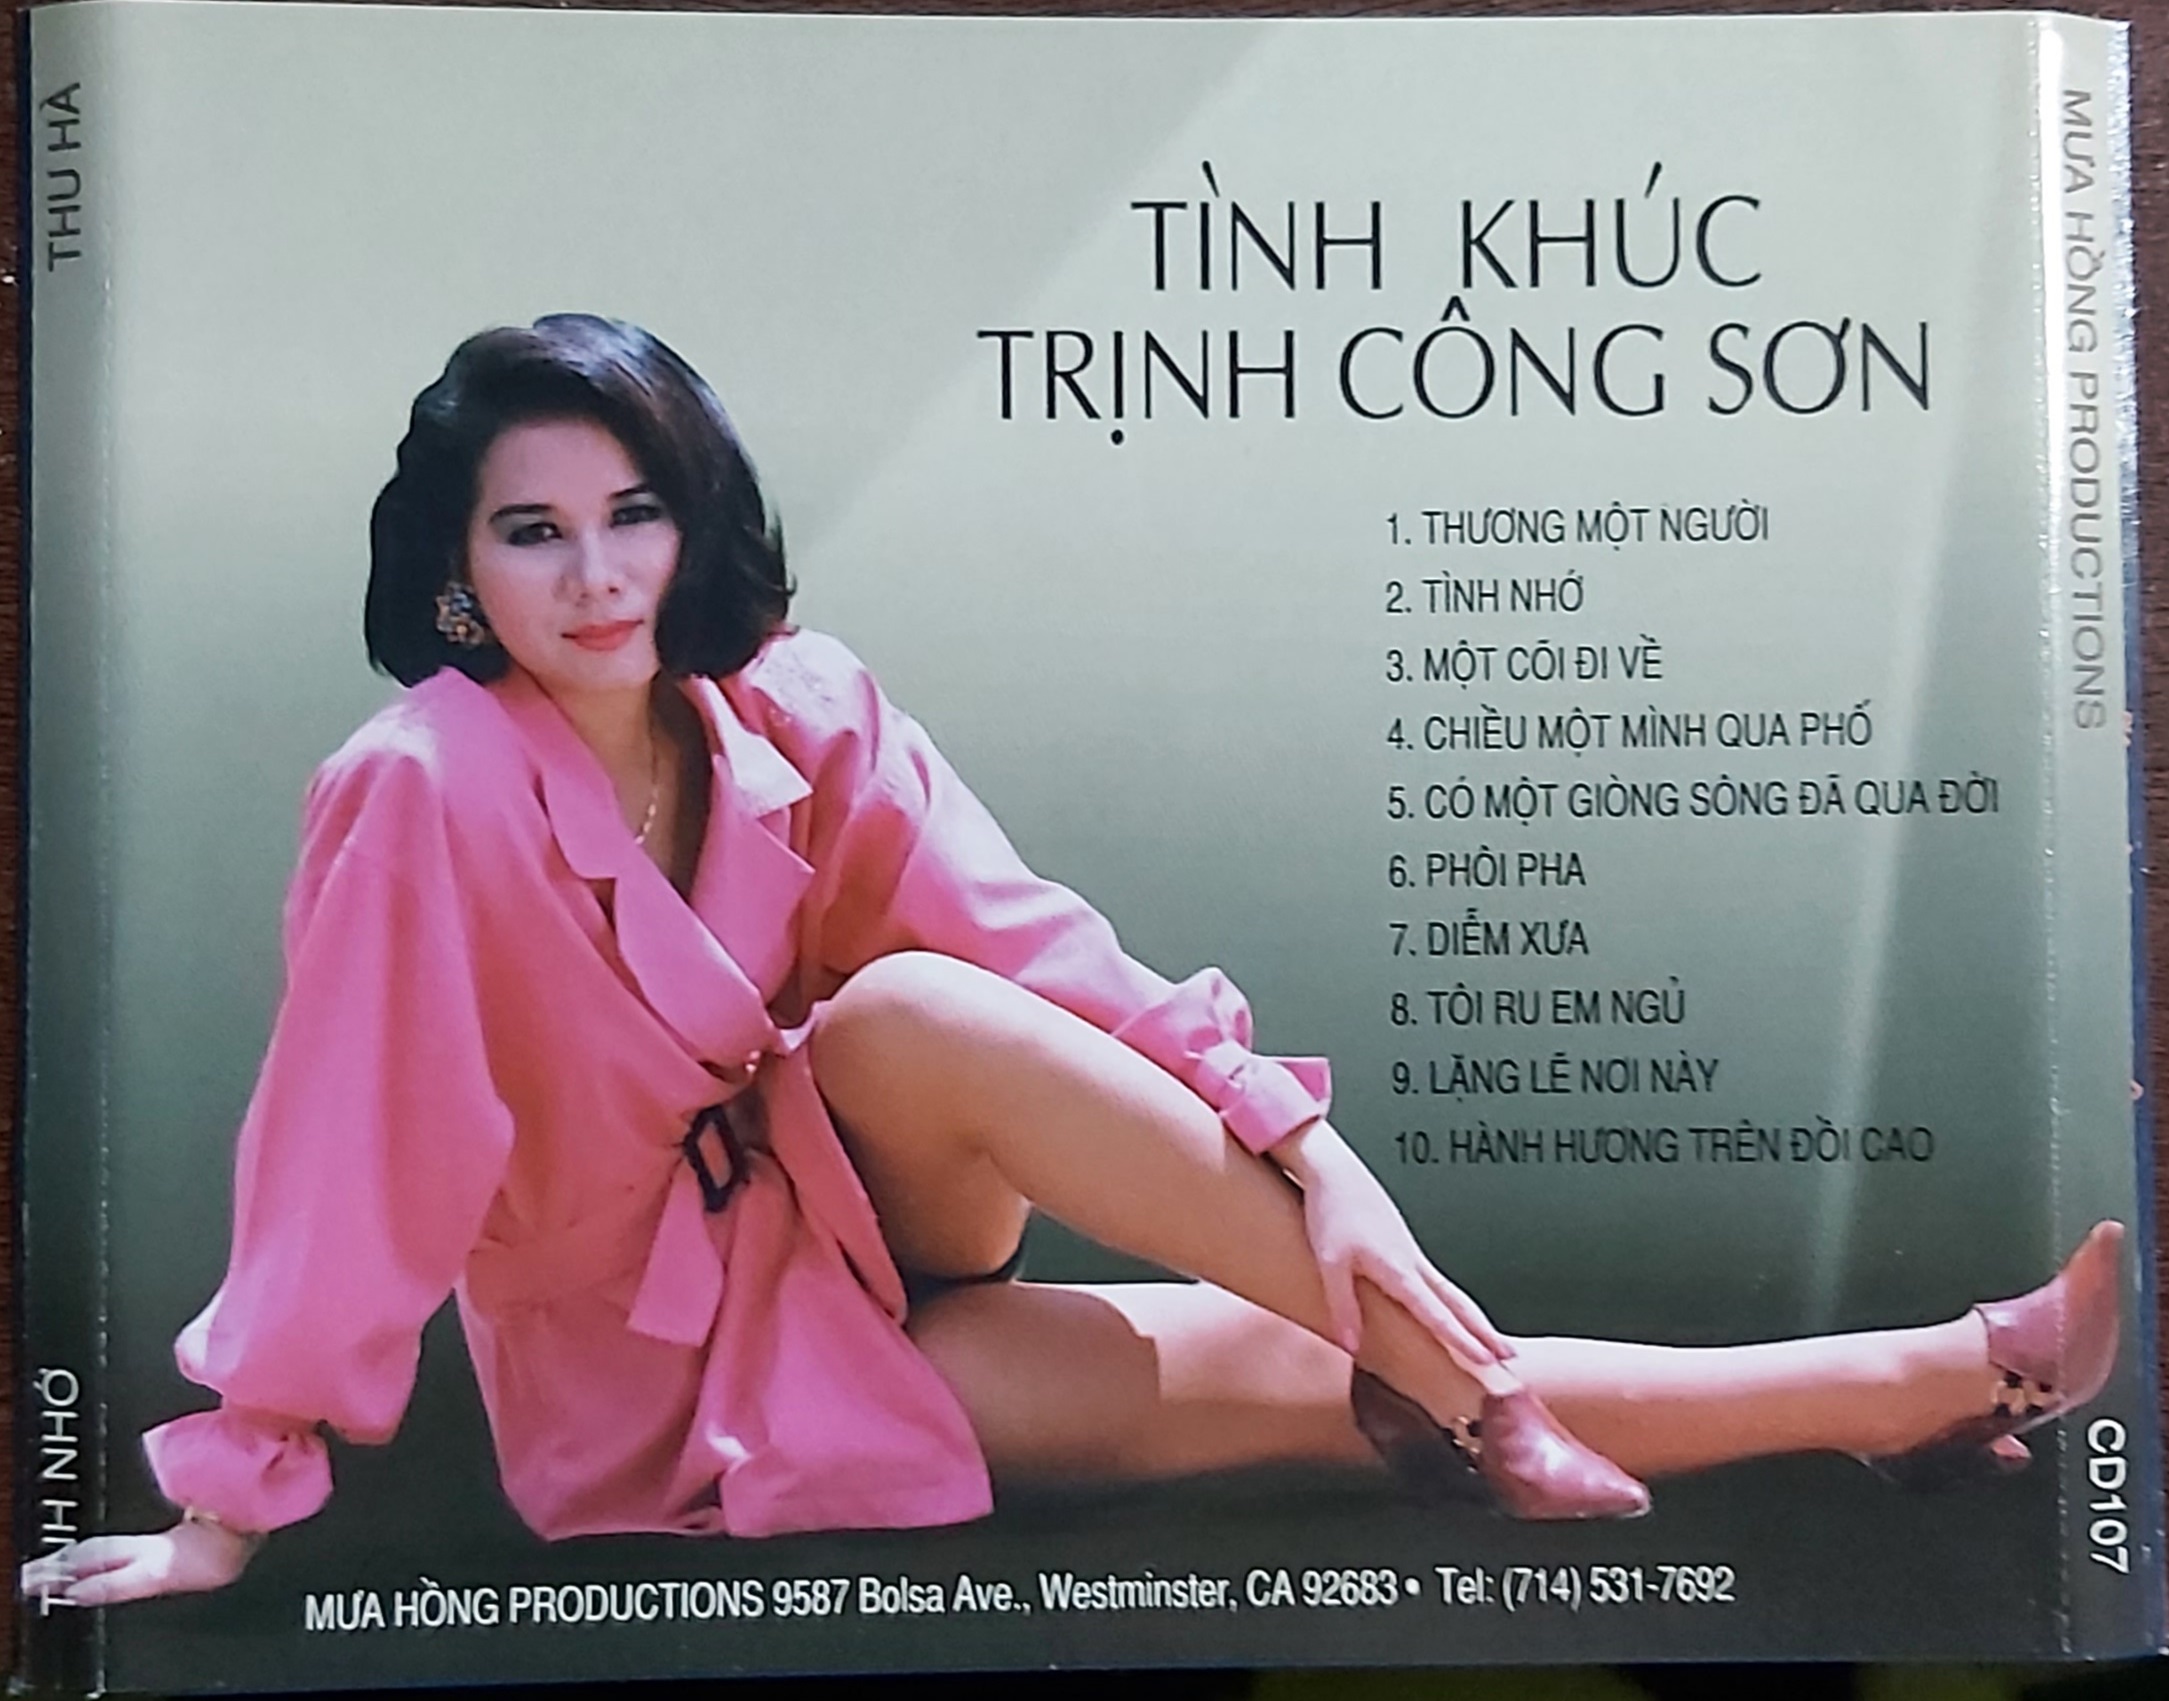 THU HÀ
TÌNH NHỚ
TÌNH KHÚC
TRỊNH CÔNG SƠN
1. THƯƠNG MỘT NGƯỜI
2. TÌNH NHỚ
3. MỘT CÕI ĐI VỀ
4. CHIỀU MỘT MÌNH QUA PHỐ
5. CÓ MỘT GIÒNG SÔNG ĐÃ QUA ĐỜI
6. PHÔI PHA
7. DIỄM XƯA
8. TÔI RU EM NGỦ
9. LẶNG LẼ NƠI NÀY
10. HÀNH HƯƠNG TRÊN ĐỒI CAO
MƯA HỒNG PRODUCTIONS 9587 Bolsa Ave., Westminster, CA 92683 • Tel: (714) 531-7692
MƯA HỒNG PRODUCTIONS
CD107